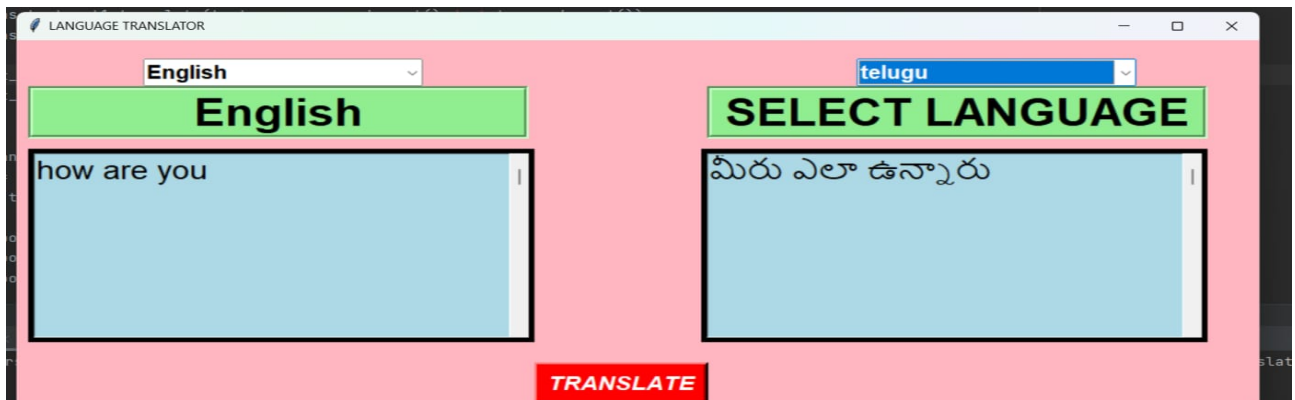 LANGUAGE TRANSLATOR
English
telugu
English
SELECT LANGUAGE
how are you
మీరు ఎలా ఉన్నారు
TRANSLATE